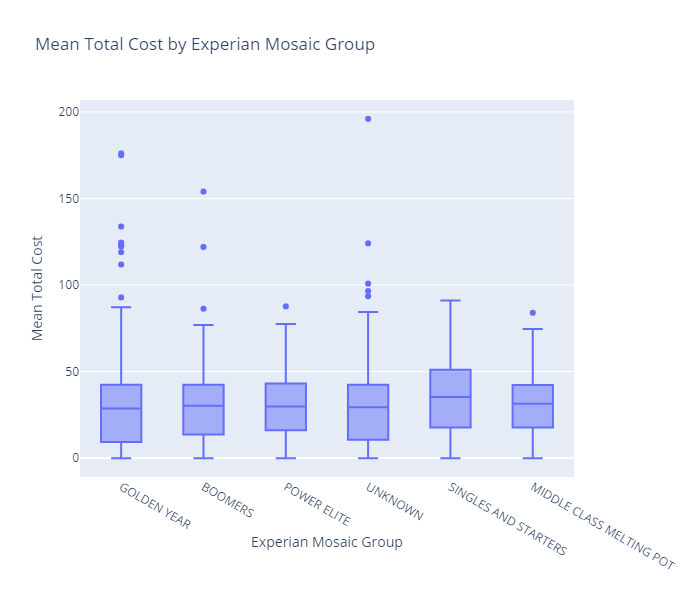 Mean Total Cost by Experian Mosaic Group
Mean Total Cost
200
150
100
50
0
GOLDEN YEAR
BOOMERS
POWER ELITE
UNKNOWN
SINGLES AND STARTERS
MIDDLE CLASS MELTING POT
Experian Mosaic Group